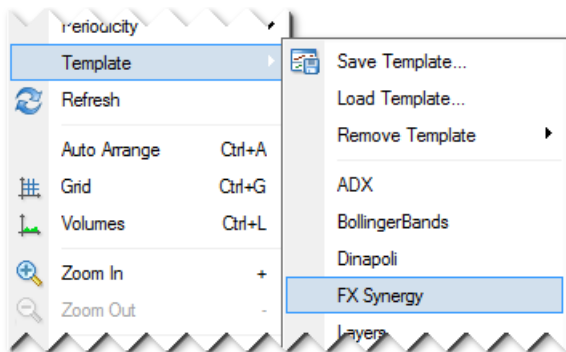 Periodicity
Template
Refresh
Auto Arrange Ctrl+A
Grid Ctrl+G
Volumes Ctrl+L
Zoom In +
Zoom Out -
Save Template...
Load Template...
Remove Template
ADX
BollingerBands
Dinapoli
FX Synergy
Layers